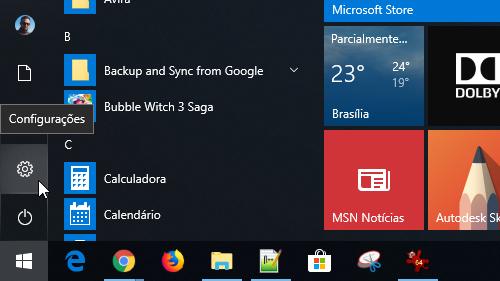 Avira
Microsoft Store
B
Backup and Sync from Google
Bubble Witch 3 Saga
Configurações
C
Calculadora
Calendário
Parcialmente...
23°
24°
19°
Brasília
DOLBY
MSN Notícias
Autodesk Sk
64